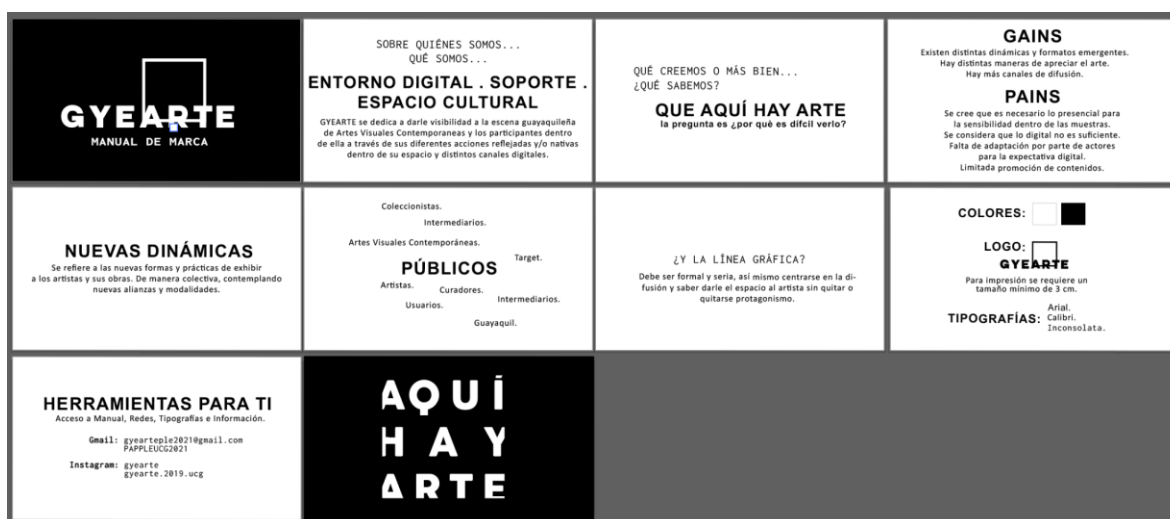 GYEARTE
MANUAL DE MARCA
SOBRE QUIÉNES SOMOS...
QUÉ SOMOS...
ENTORNO DIGITAL . SOPORTE .
ESPACIO CULTURAL
GYEARTE se dedica a darle visibilidad a la escena guayaquileña
de Artes Visuales Contemporaneas y los participantes dentro
de ella a través de sus diferentes acciones reflejadas y/o nativas
dentro de su espacio y distintos canales digitales.
QUÉ CREEMOS O MÁS BIEN...
¿QUÉ SABEMOS?
QUE AQUÍ HAY ARTE
la pregunta es ¿por qué es difícil verlo?
GAINS
Existen distintas dinámicas y formatos emergentes.
Hay distintas maneras de apreciar el arte.
Hay más canales de difusión.
PAINS
Se cree que es necesario lo presencial para
la sensibilidad dentro de las muestras.
Se considera que lo digital no es suficiente.
Falta de adaptación por parte de actores
para la expectativa digital.
Limitada promoción de contenidos.
NUEVAS DINÁMICAS
Se refiere a las nuevas formas y prácticas de exhibir
a los artistas y sus obras. De manera colectiva, contemplando
nuevas alianzas y modalidades.
Coleccionistas.
Intermediarios.
Artes Visuales Contemporáneas.
Target.
PÚBLICOS
Artistas.
Curadores.
Intermediarios.
Usuarios.
Guayaquil.
¿Y LA LÍNEA GRÁFICA?
Debe ser formal y seria, así mismo centrarse en la di-
fusión y saber darle el espacio al artista sin quitar o
quitarse protagonismo.
COLORES:
LOGO:
GYEARTE
Para impresión se requiere un
tamaño mínimo de 3 cm.
TIPOGRAFÍAS:
Arial.
Calibri.
Inconsolata.
HERRAMIENTAS PARA TI
Acceso a Manual, Redes, Tipografías e Información.
Gmail: gyearteple2021@gmail.com
PAPPLEUCG2021
Instagram: gyearte
gyearte.2019.ucg
AQUÍ
HAY
ARTE